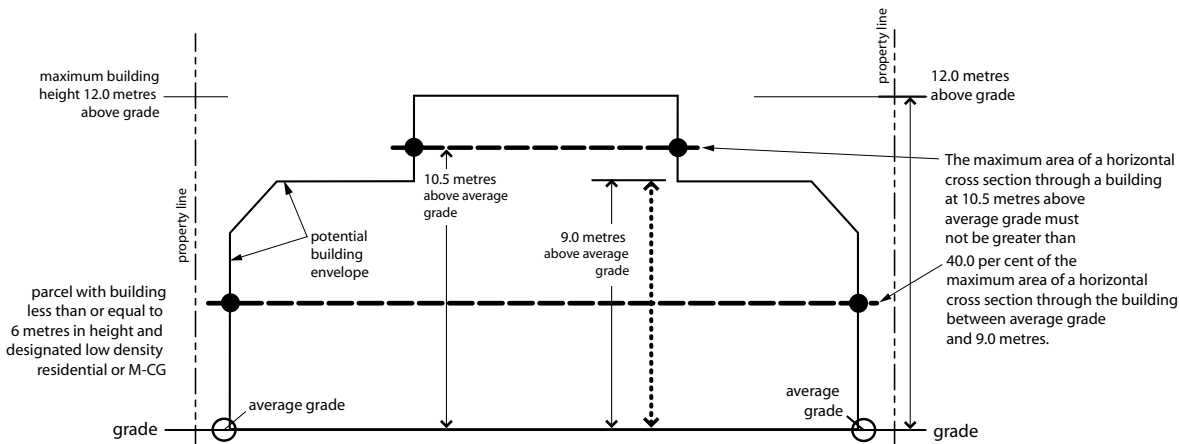 property line
maximum building
height 12.0 metres
above grade
property line
12.0 metres
above grade
10.5 metres
above average
grade
The maximum area of a horizontal
cross section through a building
at 10.5 metres above
average grade must
not be greater than
40.0 per cent of the
maximum area of a horizontal
cross section through the building
between average grade
and 9.0 metres.
potential
building
envelope
9.0 metres
above average
grade
property line
parcel with building
less than or equal to
6 metres in height and
designated low density
residential or M-CG
average grade
average
grade
grade
grade